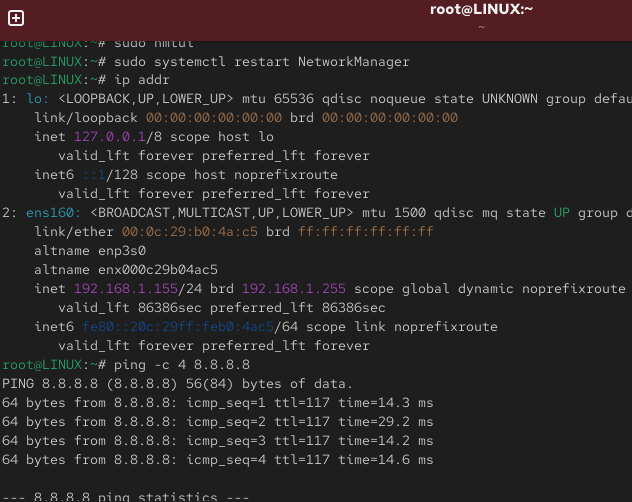 root@LINUX:~
~
root@LINUX:~# sudo nmtui
root@LINUX:~# sudo systemctl restart NetworkManager
root@LINUX:~# ip addr
1: lo: <LOOPBACK,UP,LOWER_UP> mtu 65536 qdisc noqueue state UNKNOWN group defau
link/loopback 00:00:00:00:00:00 brd 00:00:00:00:00:00
inet 127.0.0.1/8 scope host lo
valid_lft forever preferred_lft forever
inet6 ::1/128 scope host noprefixroute
valid_lft forever preferred_lft forever
2: ens160: <BROADCAST,MULTICAST,UP,LOWER_UP> mtu 1500 qdisc mq state UP group d
link/ether 00:0c:29:b0:4a:c5 brd ff:ff:ff:ff:ff:ff
altname enp3s0
altname enx000c29b04ac5
inet 192.168.1.155/24 brd 192.168.1.255 scope global dynamic noprefixroute
valid_lft 86386sec preferred_lft 86386sec
inet6 fe80::20c:29ff:feb0:4ac5/64 scope link noprefixroute
valid_lft forever preferred_lft forever
root@LINUX:~# ping -c 4 8.8.8.8
PING 8.8.8.8 (8.8.8.8) 56(84) bytes of data.
64 bytes from 8.8.8.8: icmp_seq=1 ttl=117 time=14.3 ms
64 bytes from 8.8.8.8: icmp_seq=2 ttl=117 time=29.2 ms
64 bytes from 8.8.8.8: icmp_seq=3 ttl=117 time=14.2 ms
64 bytes from 8.8.8.8: icmp_seq=4 ttl=117 time=14.6 ms
--- 8.8.8.8 ping statistics ---